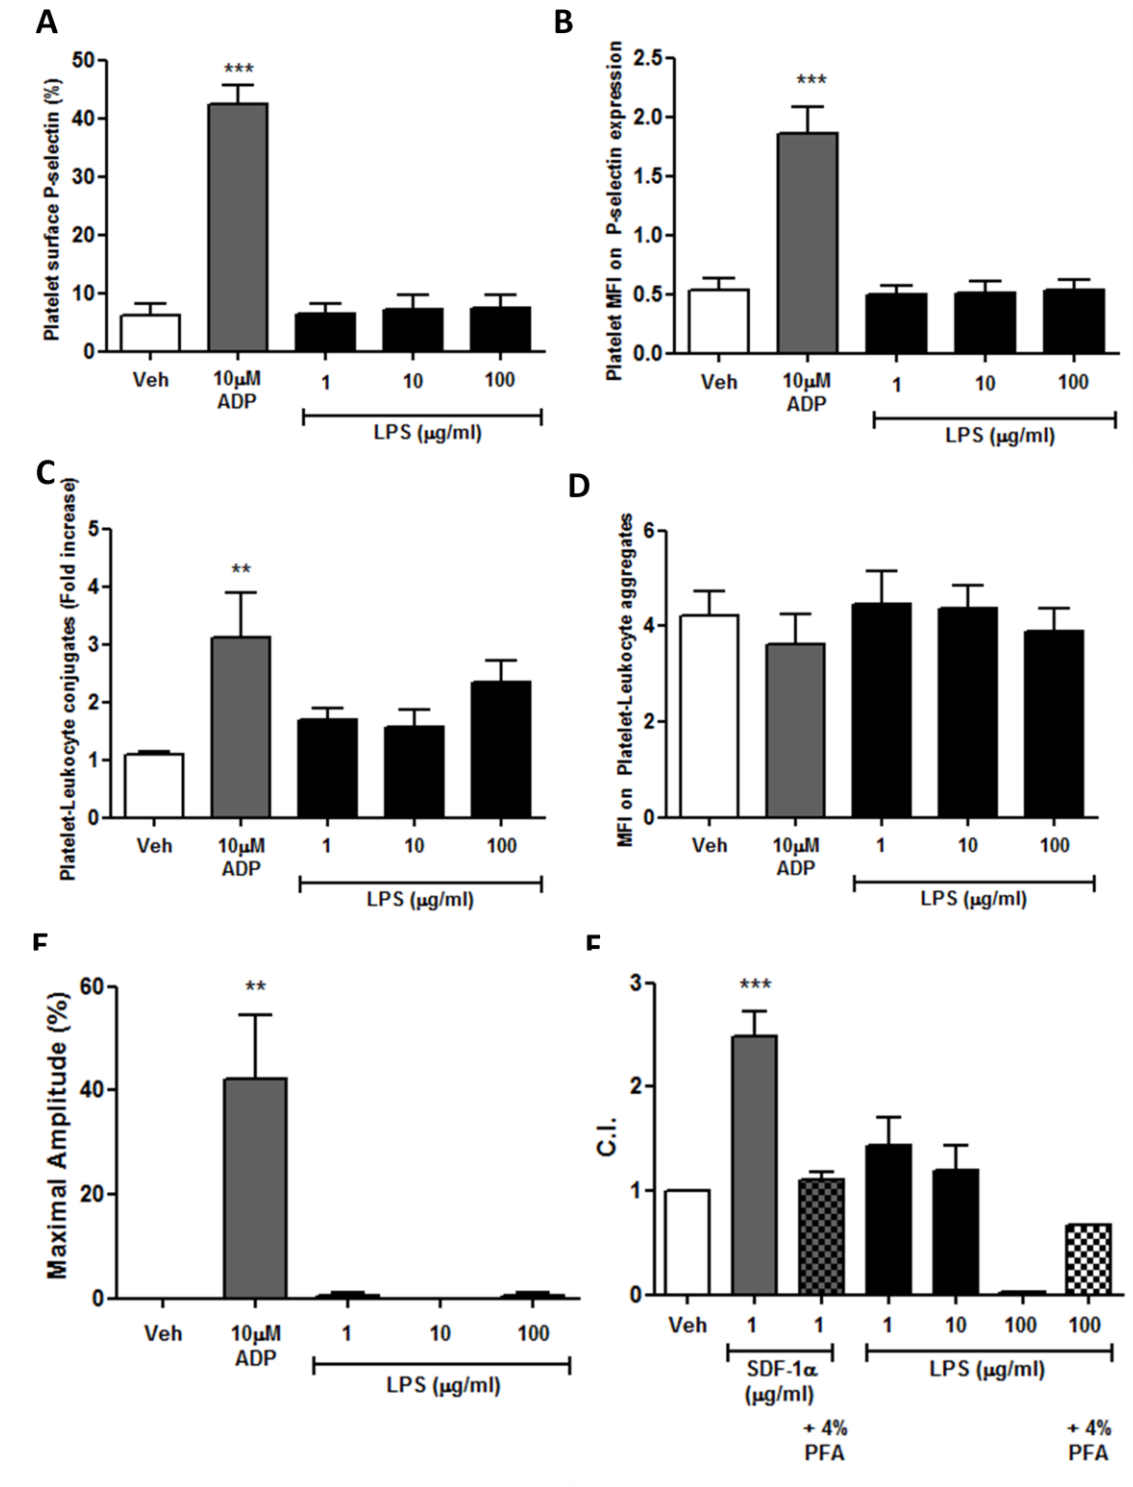 A
Platelet surface P-selectin (%)
50
40
30
20
10
0
***
Veh
10µM
ADP
1
10
100
LPS (µg/ml)
B
Platelet MFI on P-selectin expression
2.5
2.0
1.5
1.0
0.5
0.0
***
Veh
10µM
ADP
1
10
100
LPS (µg/ml)
C
Platelet-Leukocyte conjugates (Fold increase)
5
4
3
2
1
0
**
Veh
10µM
ADP
1
10
100
LPS (µg/ml)
D
MFI on Platelet-Leukocyte aggregates
6
4
2
0
Veh
10µM
ADP
1
10
100
LPS (µg/ml)
Maximal Amplitude (%)
60
40
20
0
**
Veh
10µM
ADP
1
10
100
LPS (µg/ml)
C.I.
3
2
1
0
***
Veh
1
1
1
10
100
100
SDF-1α
(µg/ml)
LPS (µg/ml)
+ 4%
PFA
+ 4%
PFA